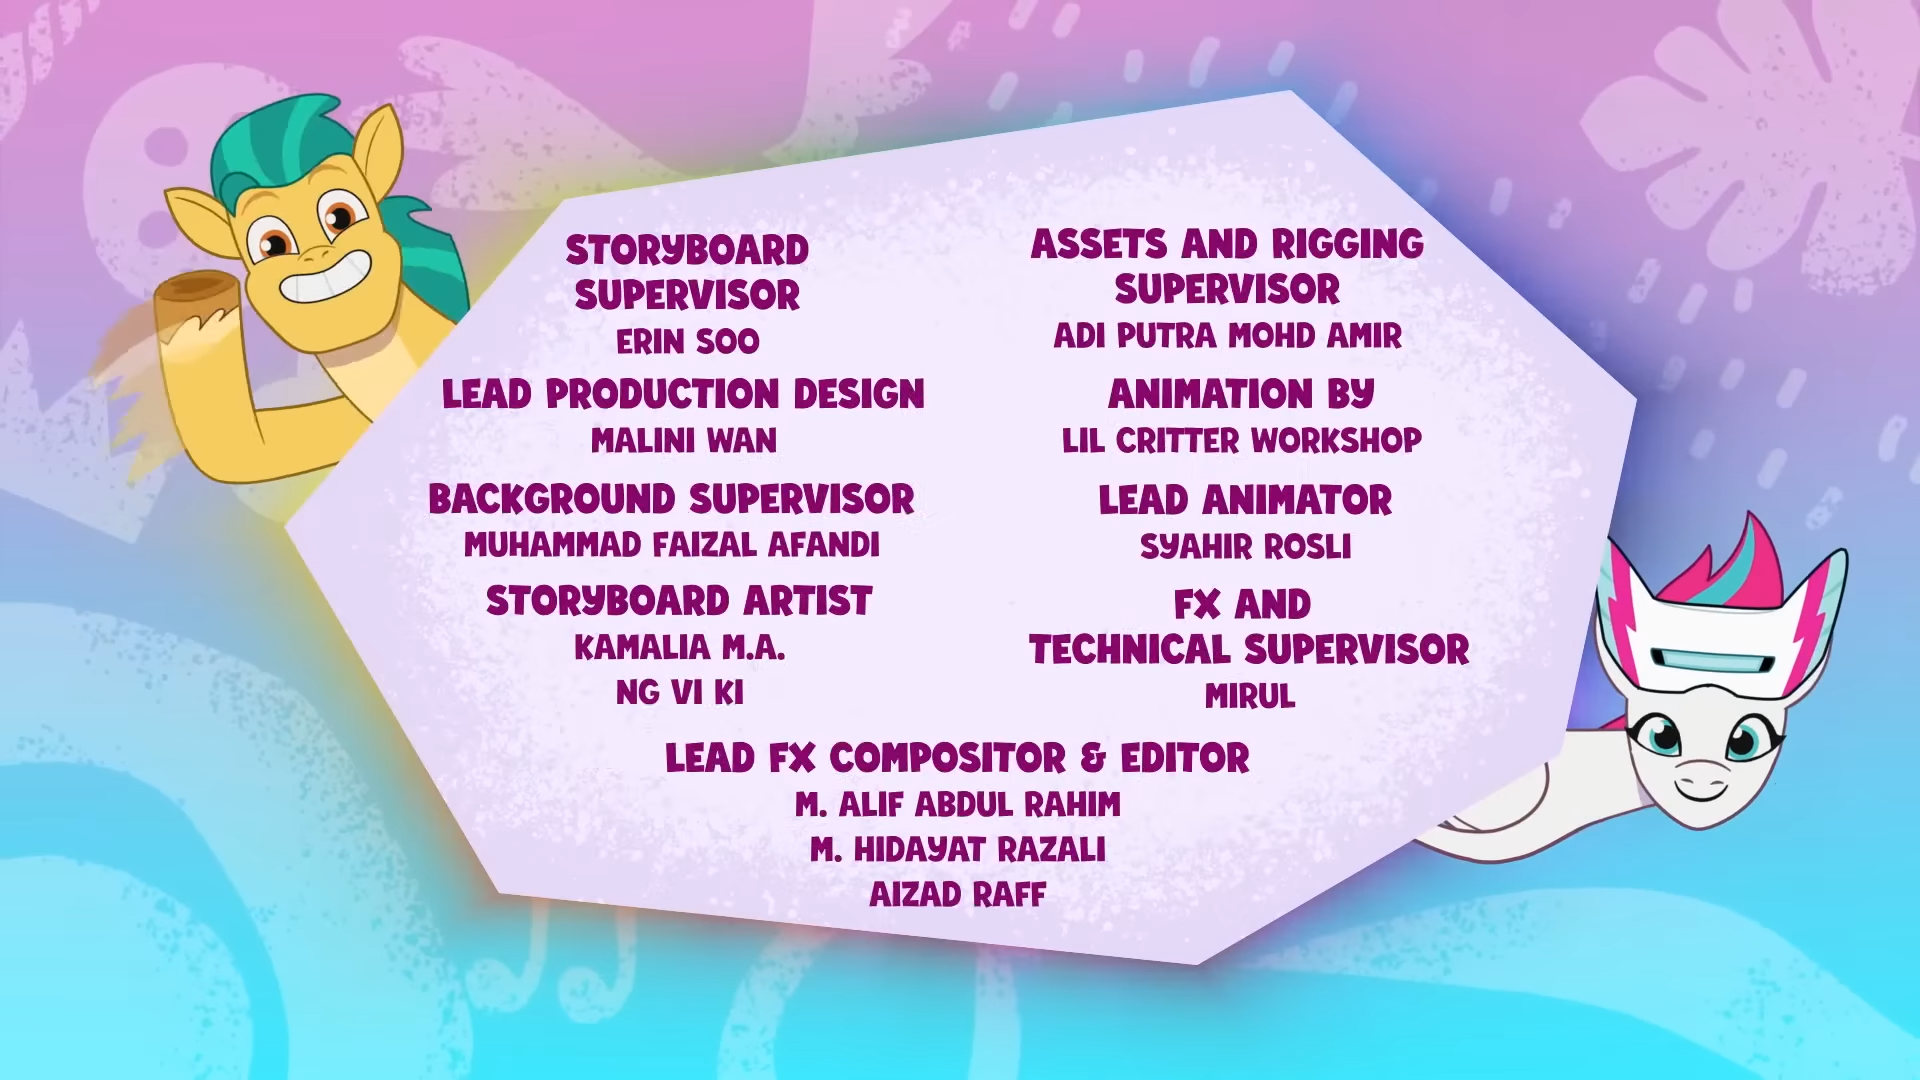 STORYBOARD
SUPERVISOR
ERIN SOO
LEAD PRODUCTION DESIGN
MALINI WAN
BACKGROUND SUPERVISOR
MUHAMMAD FAIZAL AFANDI
STORYBOARD ARTIST
KAMALIA M.A.
NG VI KI
ASSETS AND RIGGING
SUPERVISOR
ADI PUTRA MOHD AMIR
ANIMATION BY
LIL CRITTER WORKSHOP
LEAD ANIMATOR
SYAHIR ROSLI
FX AND
TECHNICAL SUPERVISOR
MIRUL
LEAD FX COMPOSITOR & EDITOR
M. ALIF ABDUL RAHIM
M. HIDAYAT RAZALI
AIZAD RAFF